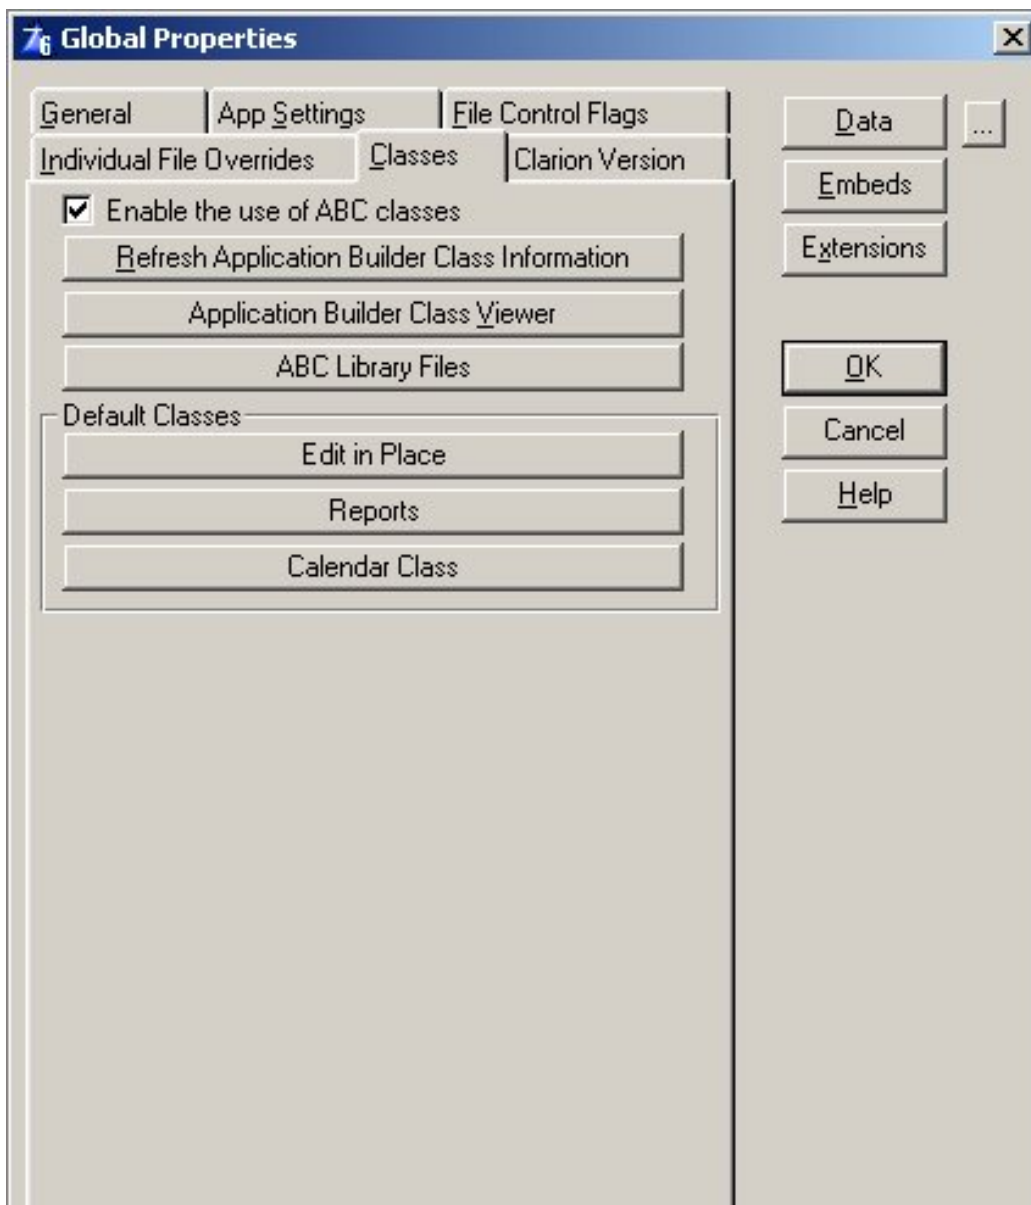 Global Properties
General App Settings File Control Flags
Individual File Overrides Classes Clarion Version
Enable the use of ABC classes
Refresh Application Builder Class Information
Application Builder Class Viewer
ABC Library Files
Default Classes
Edit in Place
Reports
Calendar Class
Data ...
Embeds
Extensions
OK
Cancel
Help